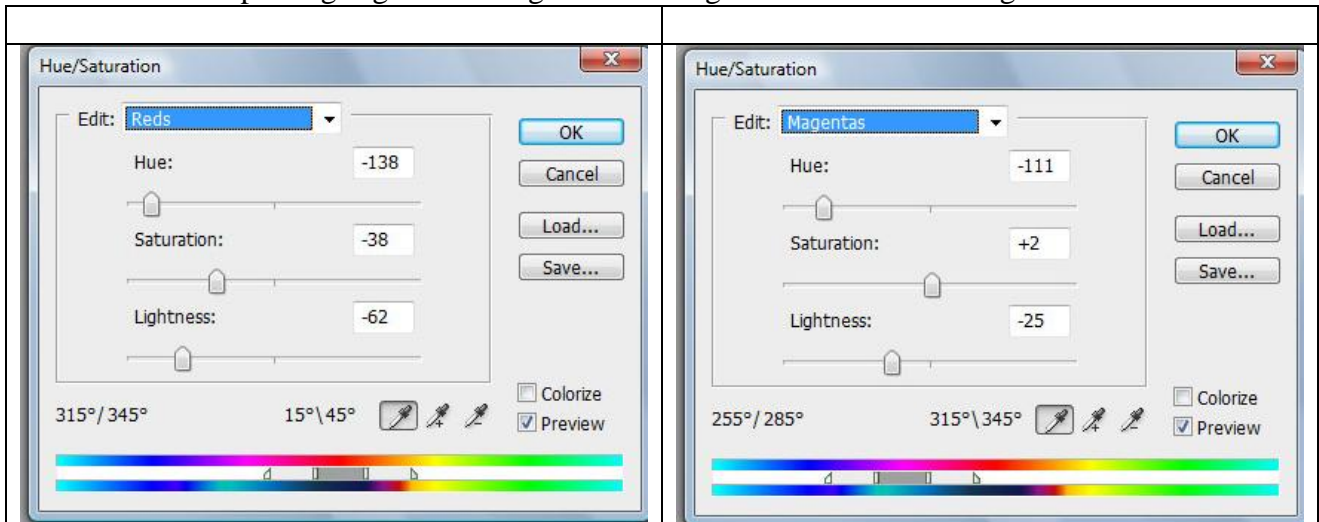 Hue/Saturation
Edit: Reds
OK
Hue: -138
Cancel
Saturation: -38
Load...
Save...
Lightness: -62
Colorize
315°/345° 15°\45°
Preview
Hue/Saturation
Edit: Magentas
OK
Hue: -111
Cancel
Saturation: +2
Load...
Save...
Lightness: -25
Colorize
255°/285° 315°\345°
Preview